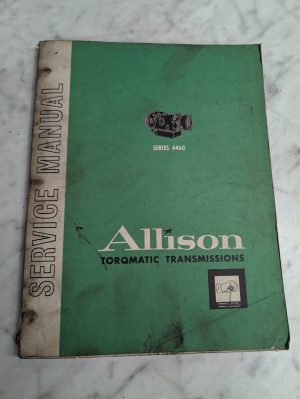 SERVICE MANUAL
SERIES 4460
Allison
TORQMATIC TRANSMISSIONS